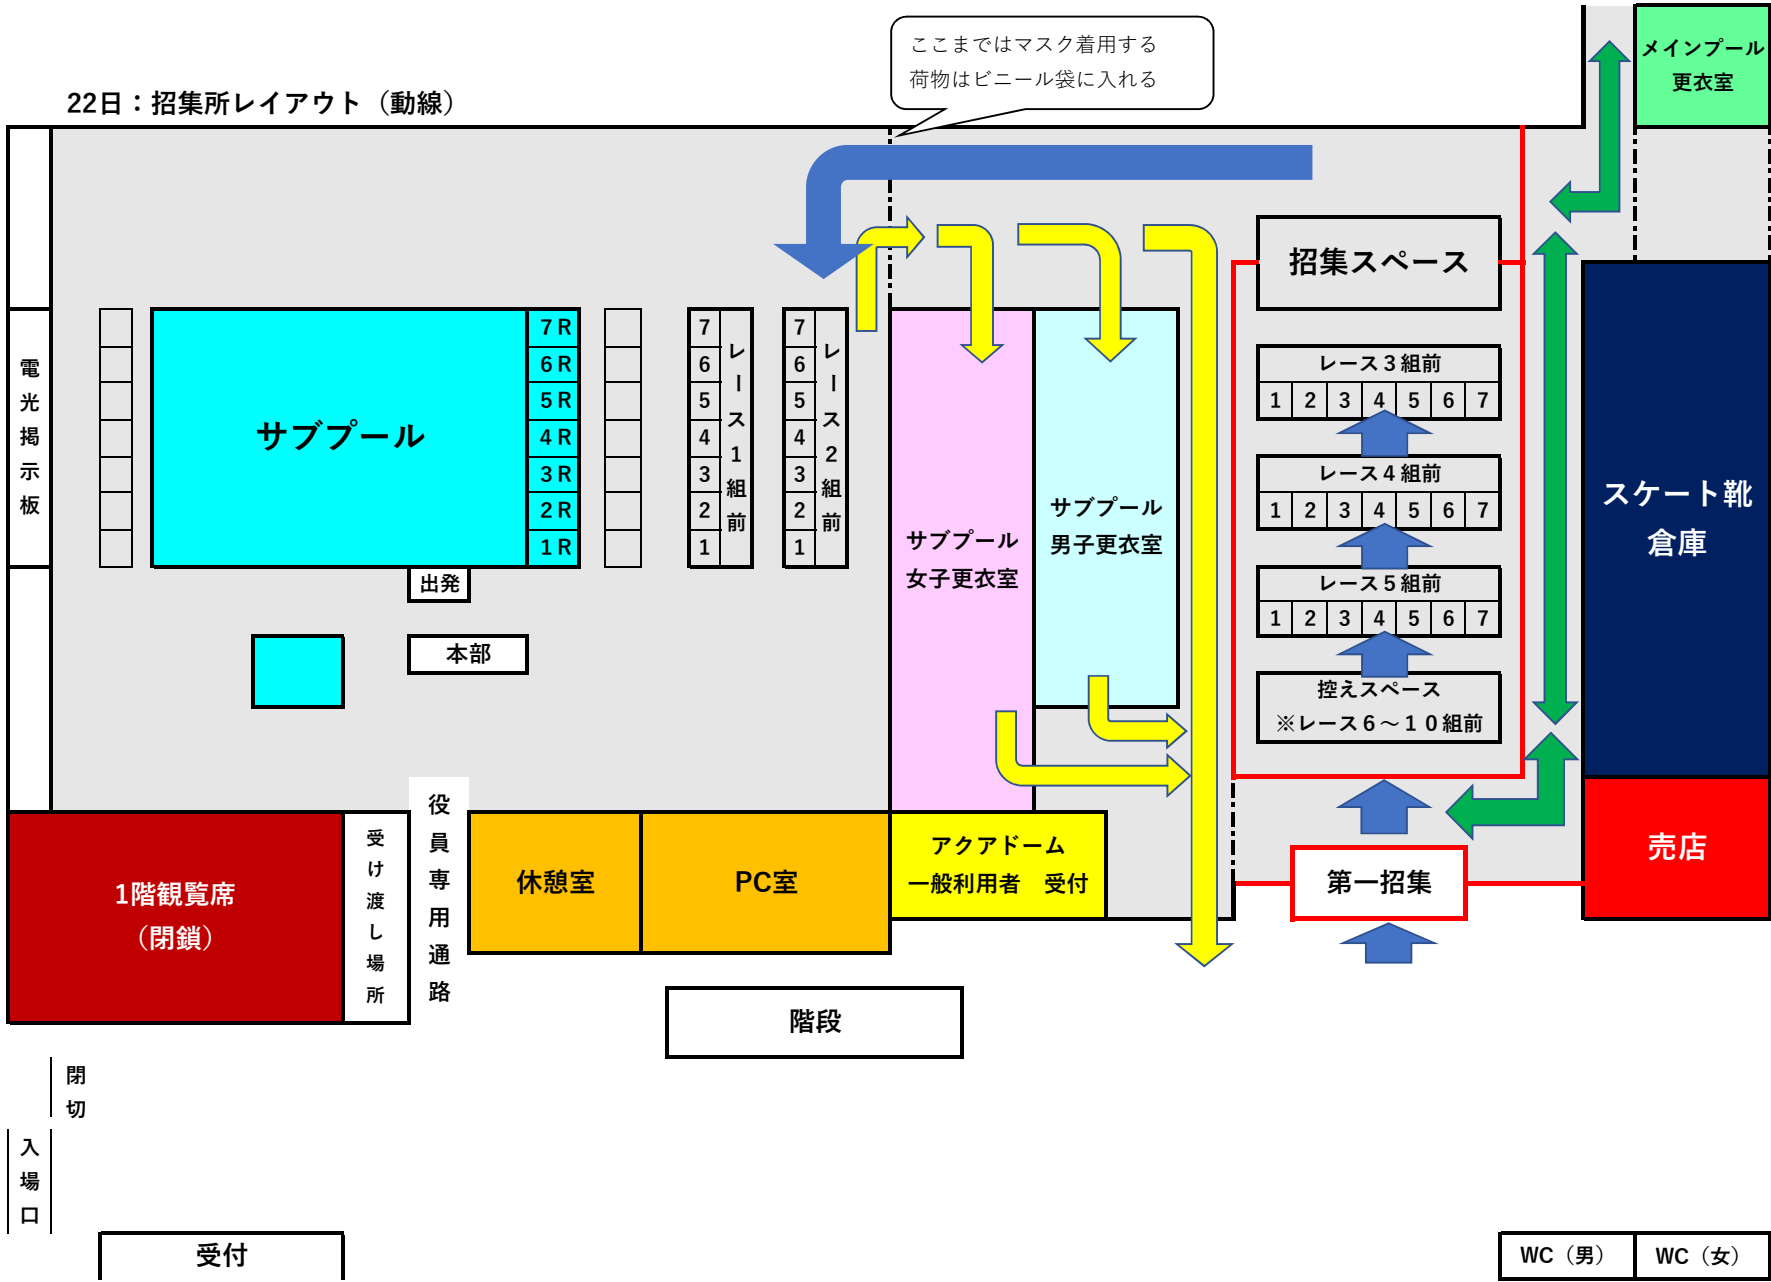 ここまではマスク着用する
荷物はビニール袋に入れる
メインプール
更衣室
22日：招集所レイアウト（動線）
招集スペース
電光掲示板
サブプール
7R
6R
5R
4R
3R
2R
1R
7
6
5
4
3
2
1
レース1組前
7
6
5
4
3
2
1
レース2組前
レース３組前
1 2 3 4 5 6 7
レース４組前
1 2 3 4 5 6 7
レース５組前
1 2 3 4 5 6 7
控えスペース
※レース６～１０組前
サブプール
女子更衣室
サブプール
男子更衣室
スケート靴
倉庫
出発
本部
役員専用通路
受け渡し場所
1階観覧席
（閉鎖）
休憩室
PC室
アクアドーム
一般利用者　受付
第一招集
売店
階段
閉切
入場口
受付
WC（男）
WC（女）